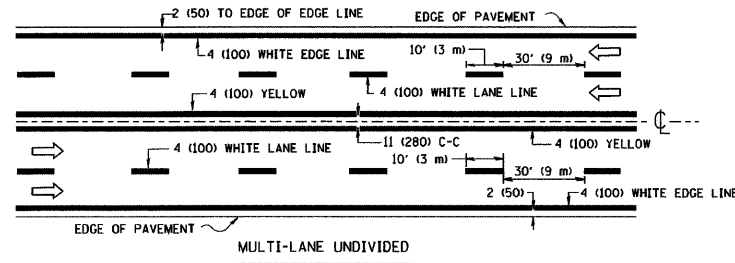 2 (50) TO EDGE OF EDGE LINE
EDGE OF PAVEMENT
4 (100) WHITE EDGE LINE
10' (3 m)
30' (9 m)
4 (100) YELLOW
4 (100) WHITE LANE LINE
℄
11 (280) C-C
4 (100) YELLOW
4 (100) WHITE LANE LINE
10' (3 m)
30' (9 m)
2 (50)
4 (100) WHITE EDGE LINE
EDGE OF PAVEMENT
MULTI-LANE UNDIVIDED